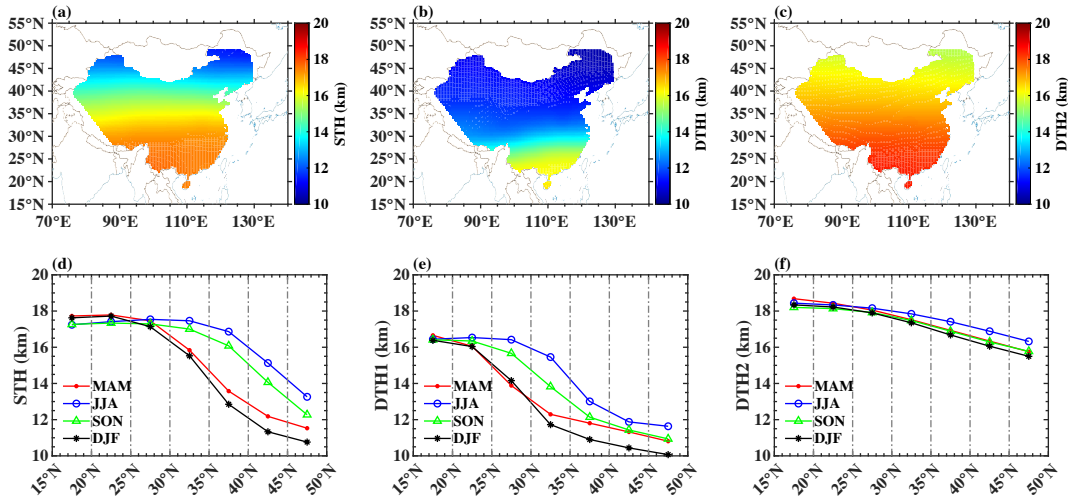 (a)
55°N
50°N
45°N
40°N
35°N
30°N
25°N
20°N
15°N
70°E
90°E
110°E
130°E
20
18
16
14
12
10
STH (km)
(b)
55°N
50°N
45°N
40°N
35°N
30°N
25°N
20°N
15°N
70°E
90°E
110°E
130°E
20
18
16
14
12
10
DTH1 (km)
(c)
55°N
50°N
45°N
40°N
35°N
30°N
25°N
20°N
15°N
70°E
90°E
110°E
130°E
20
18
16
14
12
10
DTH2 (km)
(d)
20
18
16
14
12
10
STH (km)
MAM
JJA
SON
DJF
15°N
20°N
25°N
30°N
35°N
40°N
45°N
50°N
(e)
20
18
16
14
12
10
DTH1 (km)
MAM
JJA
SON
DJF
15°N
20°N
25°N
30°N
35°N
40°N
45°N
50°N
(f)
20
18
16
14
12
10
DTH2 (km)
MAM
JJA
SON
DJF
15°N
20°N
25°N
30°N
35°N
40°N
45°N
50°N